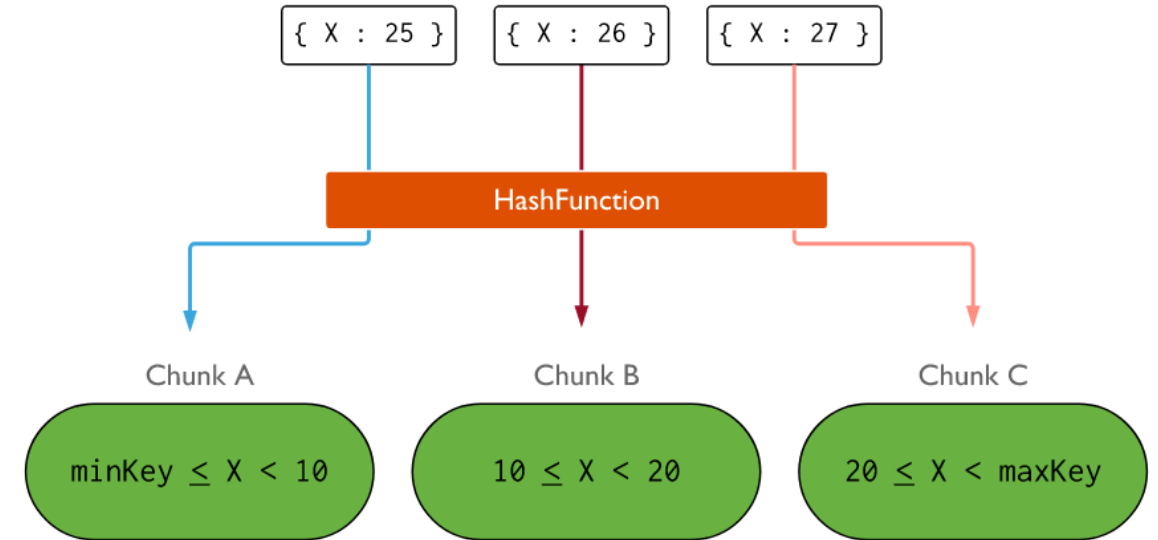 { X : 25 }
{ X : 26 }
{ X : 27 }
HashFunction
Chunk A
Chunk B
Chunk C
minKey ≤ X < 10
10 ≤ X < 20
20 ≤ X < maxKey